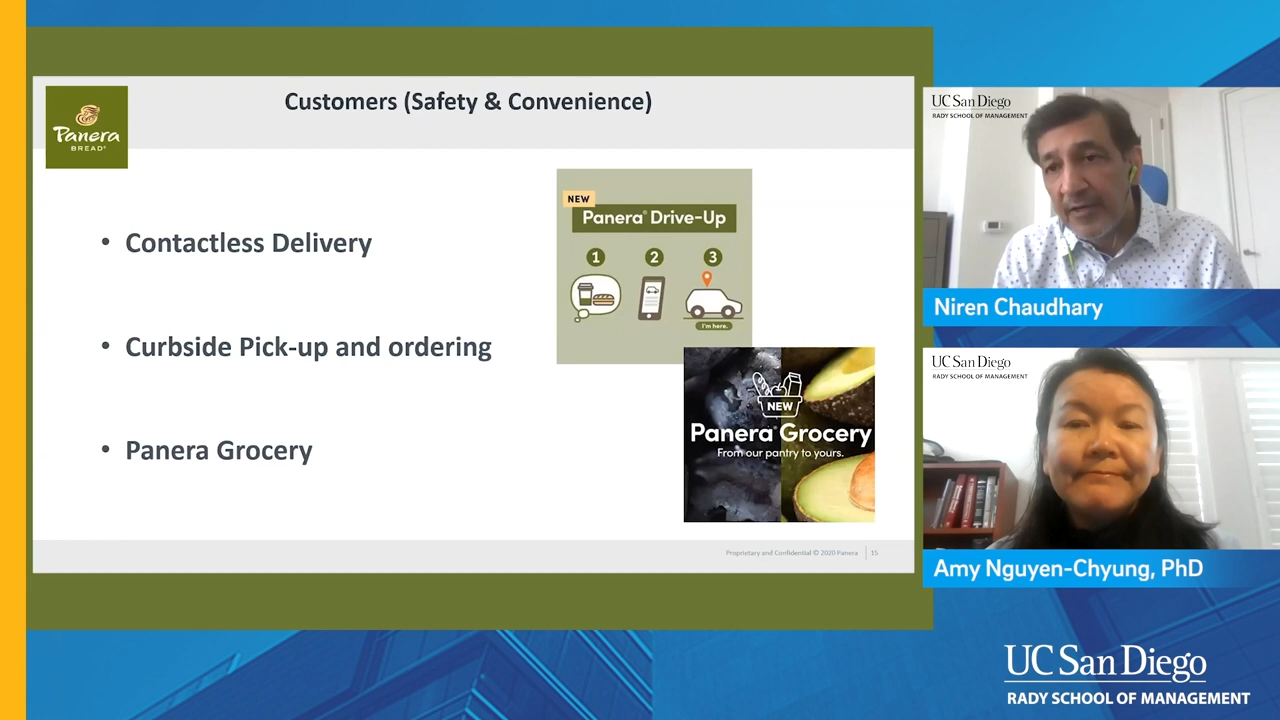 Customers (Safety & Convenience)
Panera
BREAD®
• Contactless Delivery
• Curbside Pick-up and ordering
• Panera Grocery
NEW
Panera® Drive-Up
1 2 3
I'm here.
NEW
Panera® Grocery
From our pantry to yours.
Proprietary and Confidential © 2020 Panera 15
UC San Diego
RADY SCHOOL OF MANAGEMENT
Niren Chaudhary
UC San Diego
RADY SCHOOL OF MANAGEMENT
Amy Nguyen-Chyung, PhD
UC San Diego
RADY SCHOOL OF MANAGEMENT